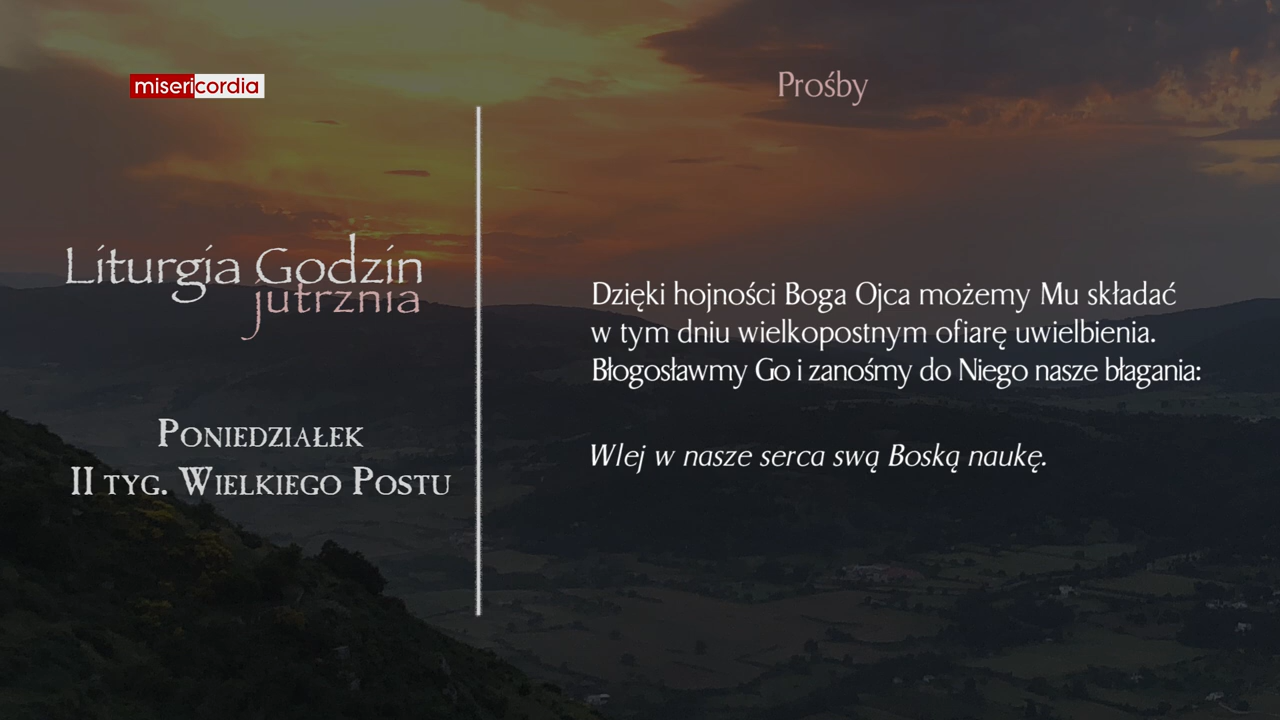 misericordia
Liturgia Godzin
jutrznia
Poniedziałek
II tyg. Wielkiego Postu
Prośby
Dzięki hojności Boga Ojca możemy Mu składać
w tym dniu wielkopostnym ofiarę uwielbienia.
Błogosławmy Go i zanośmy do Niego nasze błagania:
Wlej w nasze serca swą Boską naukę.